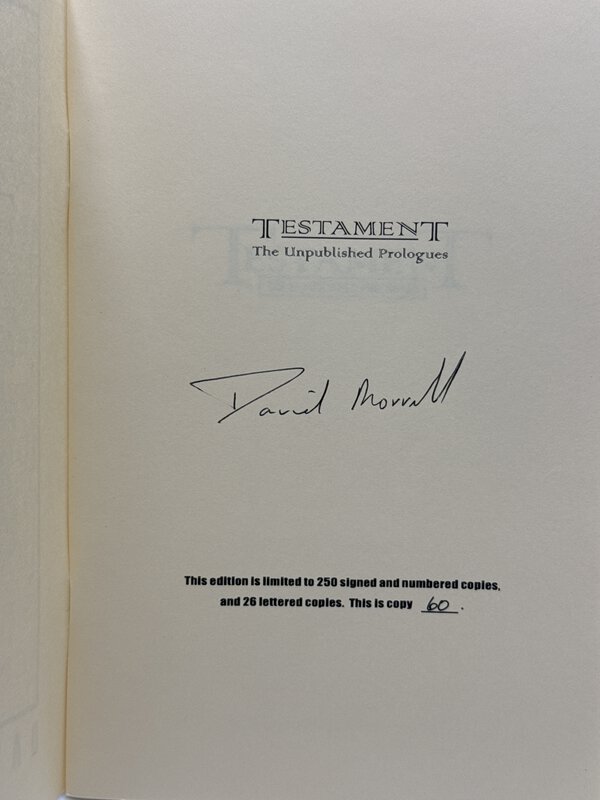 TESTAMENT
The Unpublished Prologues
David Morrell
This edition is limited to 250 signed and numbered copies,
and 26 lettered copies. This is copy 60.